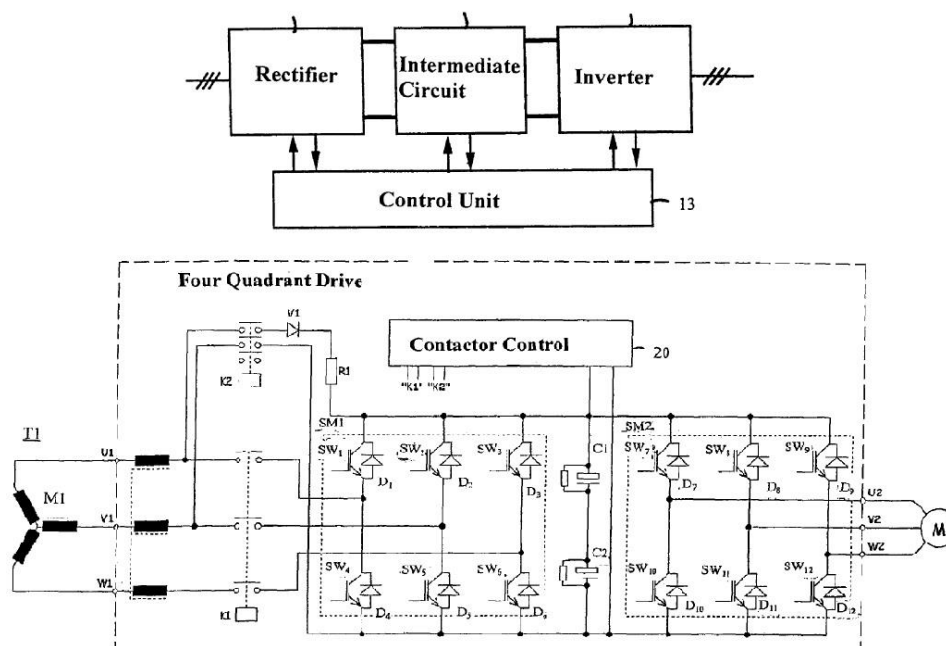 Rectifier
Intermediate Circuit
Inverter
Control Unit
13
Four Quadrant Drive
V1
Contactor Control
20
"K1" "K2"
K2
R1
T1
SM1
SM2
C1
U1
SW1
SW2
SW3
SW7
SW8
SW9
D1
D2
D3
D7
D8
D9
M1
U2
V1
V2
M
C2
W2
W1
SW4
SW5
SW6
SW10
SW11
SW12
K1
D4
D5
D10
D11
D12